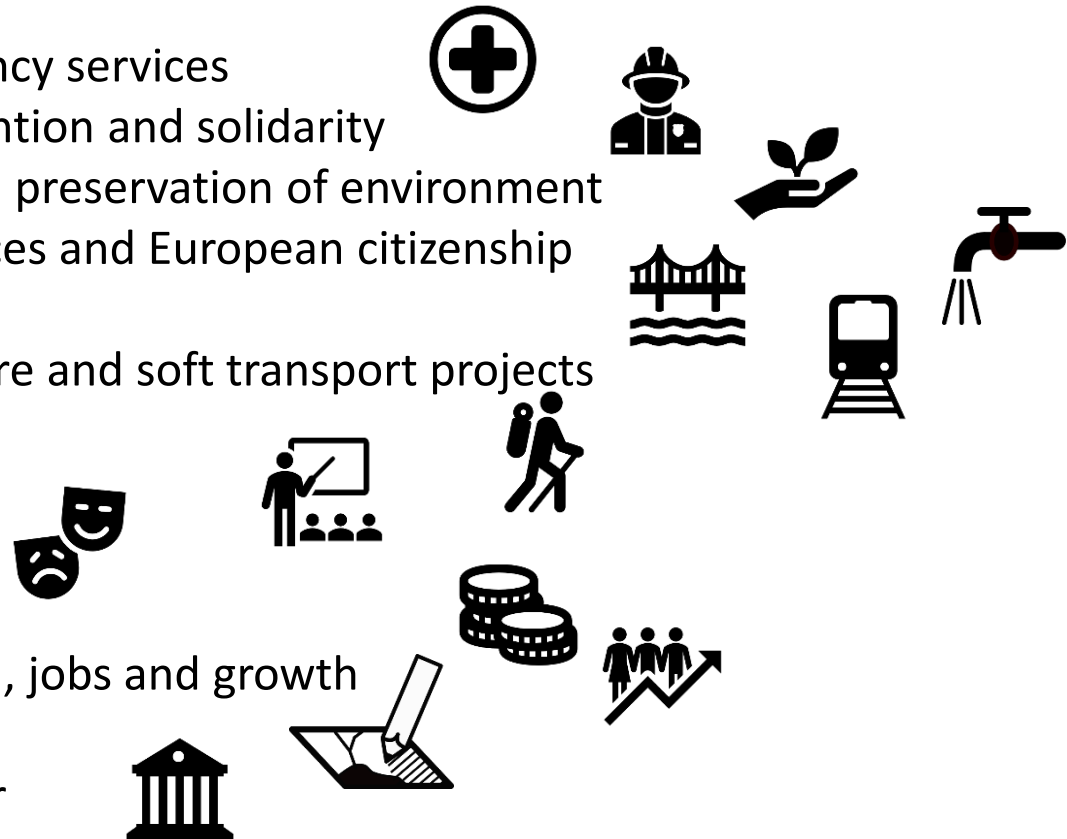 ncy services
ntion and solidarity
preservation of environment
ces and European citizenship
re and soft transport projects
, jobs and growth
r